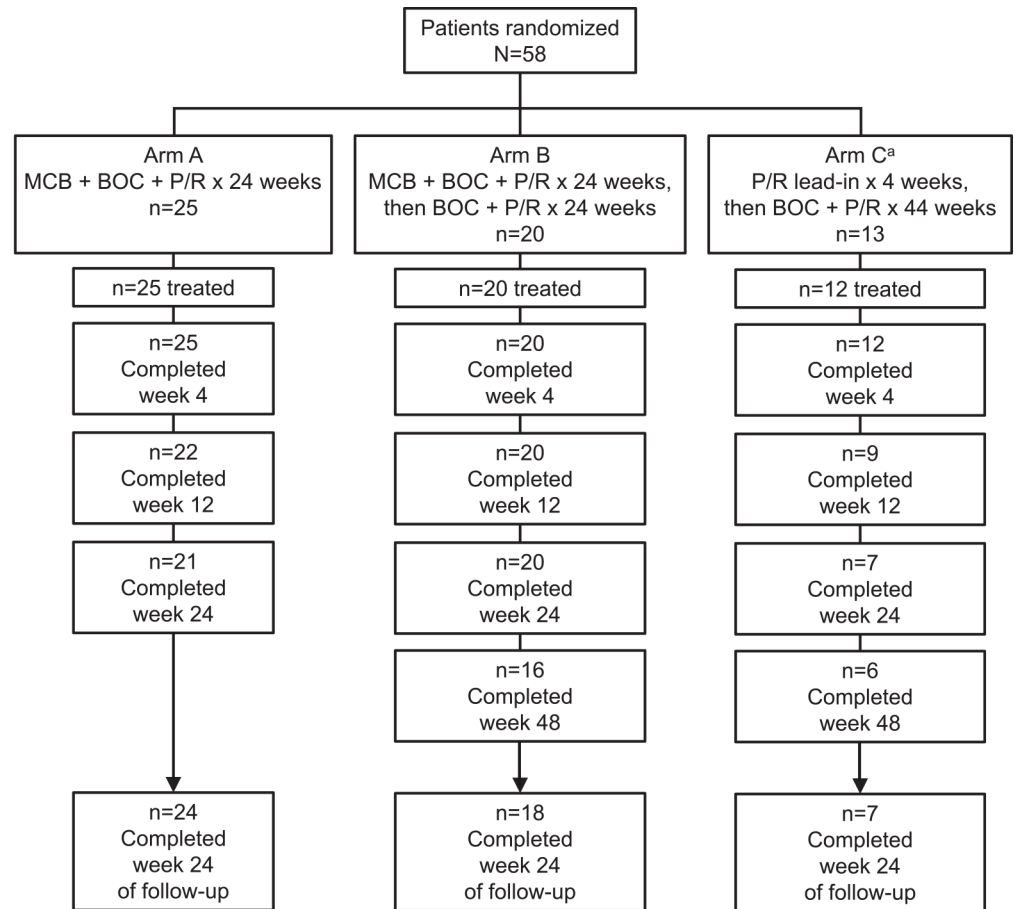 Patients randomized
N=58
Arm A
MCB + BOC + P/R x 24 weeks
n=25
Arm B
MCB + BOC + P/R x 24 weeks,
then BOC + P/R x 24 weeks
n=20
Arm Cᵃ
P/R lead-in x 4 weeks,
then BOC + P/R x 44 weeks
n=13
n=25 treated
n=20 treated
n=12 treated
n=25
Completed
week 4
n=20
Completed
week 4
n=12
Completed
week 4
n=22
Completed
week 12
n=20
Completed
week 12
n=9
Completed
week 12
n=21
Completed
week 24
n=20
Completed
week 24
n=7
Completed
week 24
n=16
Completed
week 48
n=6
Completed
week 48
n=24
Completed
week 24
of follow-up
n=18
Completed
week 24
of follow-up
n=7
Completed
week 24
of follow-up